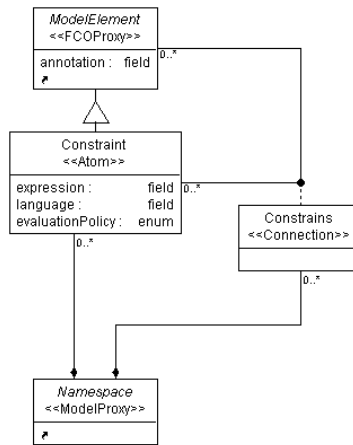 ModelElement
<<FCOProxy>>
annotation : field
0..*
Constraint
<<Atom>>
expression : field
language : field
evaluationPolicy : enum
0..*
0..*
Constrains
<<Connection>>
0..*
Namespace
<<ModelProxy>>